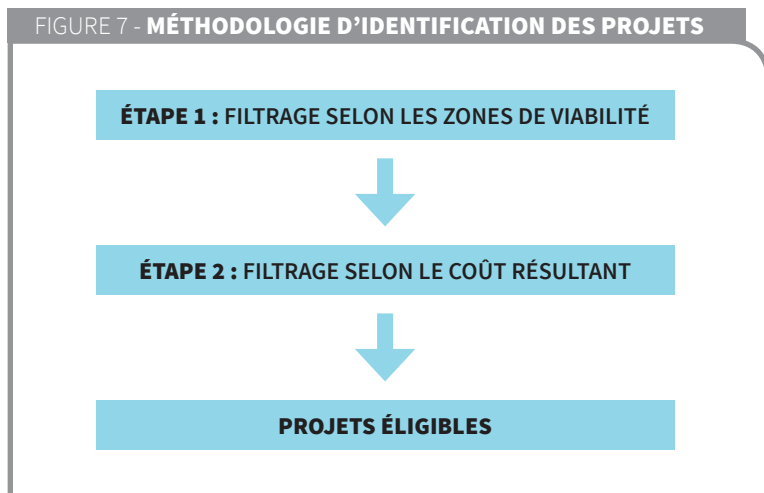 FIGURE 7 - MÉTHODOLOGIE D'IDENTIFICATION DES PROJETS
ÉTAPE 1 : FILTRAGE SELON LES ZONES DE VIABILITÉ
ÉTAPE 2 : FILTRAGE SELON LE COÛT RÉSULTANT
PROJETS ÉLIGIBLES